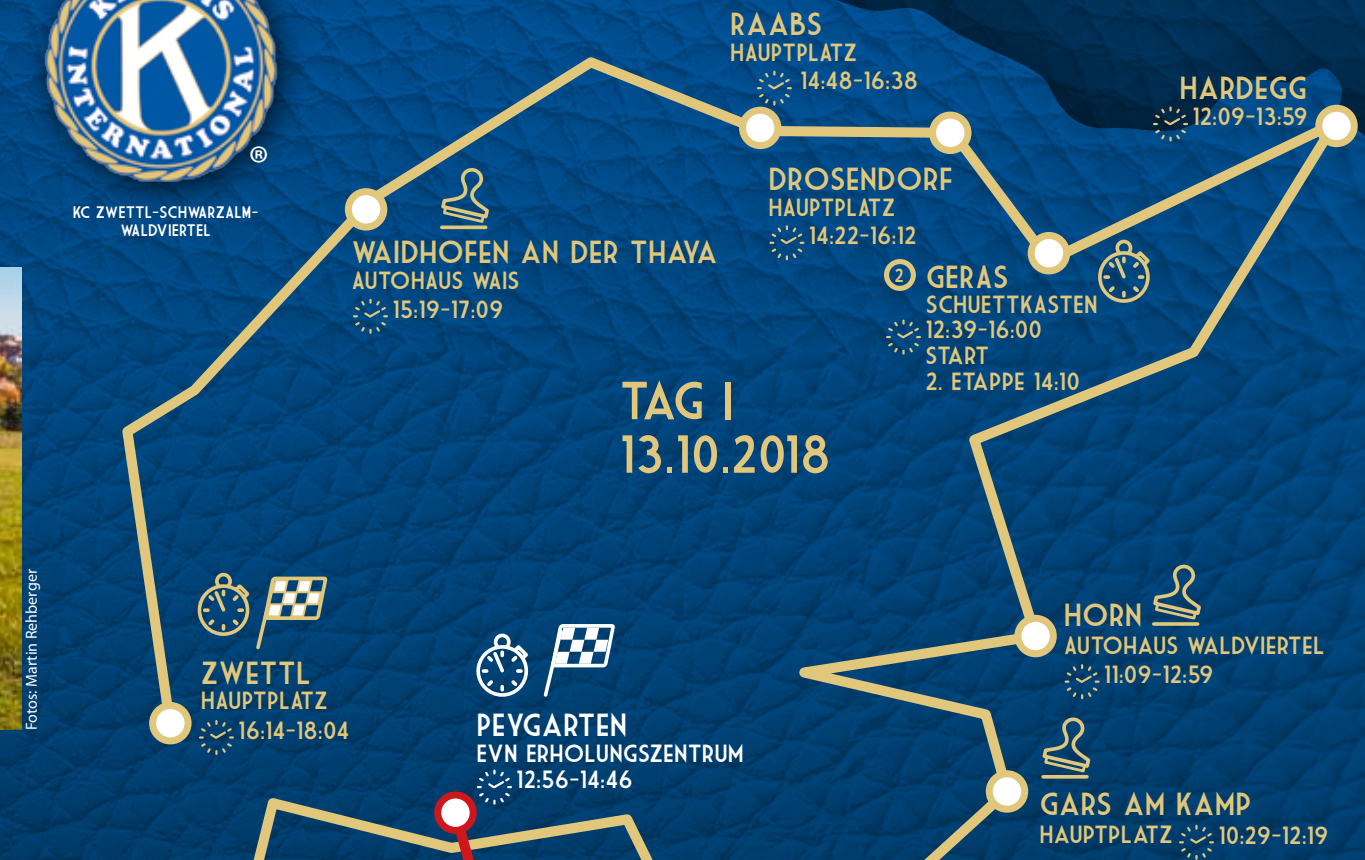 INTERNATIONAL
®
KC ZWETTL-SCHWARZALM-
WALDVIERTEL
RAABS
HAUPTPLATZ
14:48-16:38
HARDEGG
12:09-13:59
DROSENDORF
HAUPTPLATZ
14:22-16:12
WAIDHOFEN AN DER THAYA
AUTOHAUS WAIS
15:19-17:09
2 GERAS
SCHUETTKASTEN
12:39-16:00
START
2. ETAPPE 14:10
TAG I
13.10.2018
Fotos: Martin Rehberger
ZWETTL
HAUPTPLATZ
16:14-18:04
PEYGARTEN
EVN ERHOLUNGSZENTRUM
12:56-14:46
HORN
AUTOHAUS WALDVIERTEL
11:09-12:59
GARS AM KAMP
HAUPTPLATZ 10:29-12:19